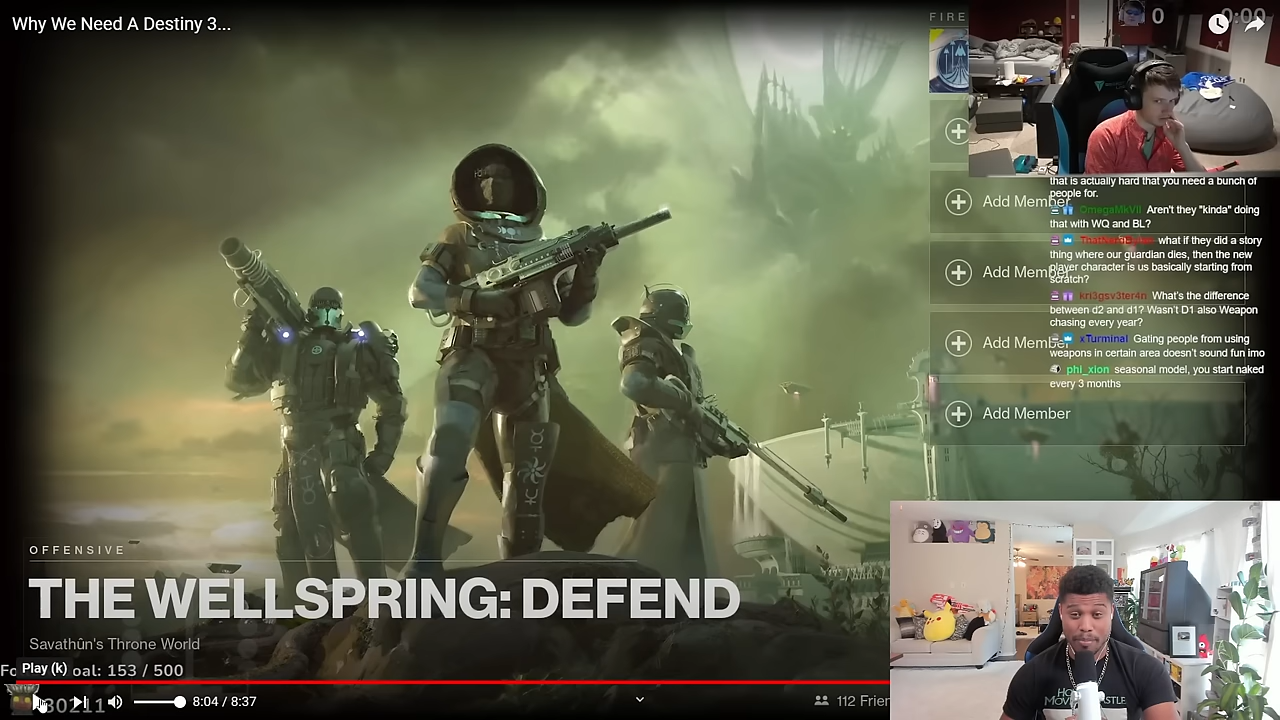 Why We Need A Destiny 3...
FIRE
0
0:00
that is actually hard that you need a bunch of
people for.
OmegaMkVII Aren't they "kinda" doing
that with WQ and BL?
what if they did a story
thing where our guardian dies, then the new
player character is us basically starting from
scratch?
kri3gsv3ter4n What's the difference
between d2 and d1? Wasn't D1 also Weapon
chasing every year?
xTurminal Gating people from using
weapons in certain area doesn't sound fun imo
phi_xion seasonal model, you start naked
every 3 months
Add Member
Add Member
Add Member
Add Member
OFFENSIVE
THE WELLSPRING: DEFEND
Savathûn's Throne World
Play (k)
oal: 153 / 500
30211
8:04 / 8:37
112 Frien